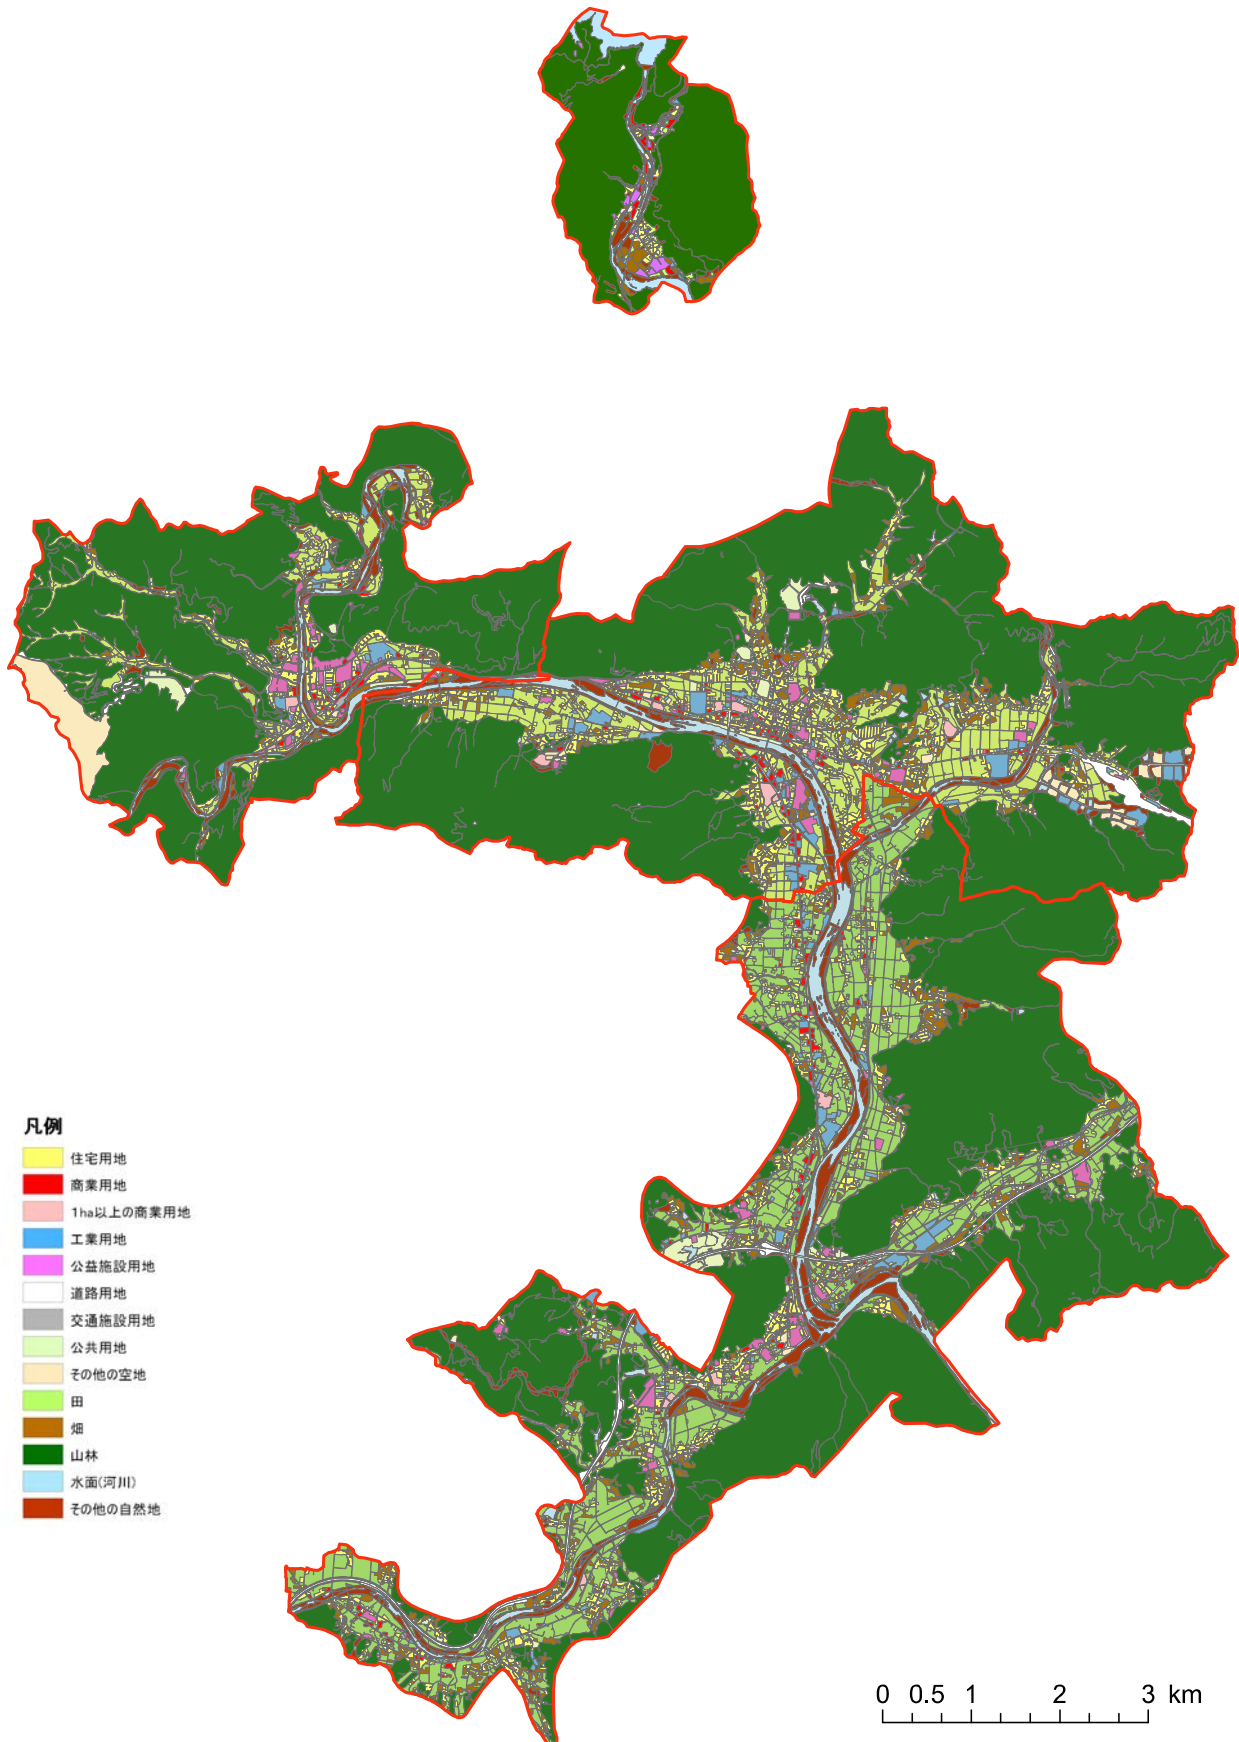 凡例
住宅用地
商業用地
1ha以上の商業用地
工業用地
公益施設用地
道路用地
交通施設用地
公共用地
その他の空地
田
畑
山林
水面(河川)
その他の自然地
0 0.5 1 2 3 km